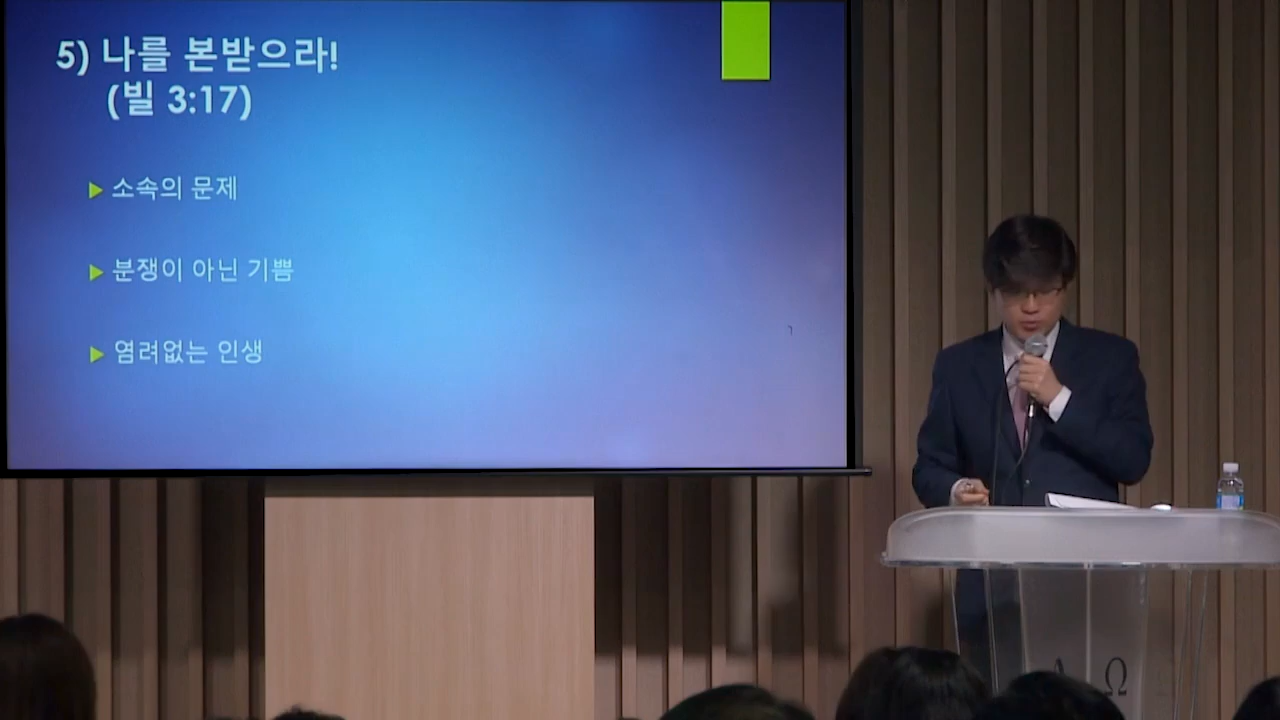 5) 나를 본받으라!
(빌 3:17)
소속의 문제
분쟁이 아닌 기쁨
염려없는 인생
Α Ω